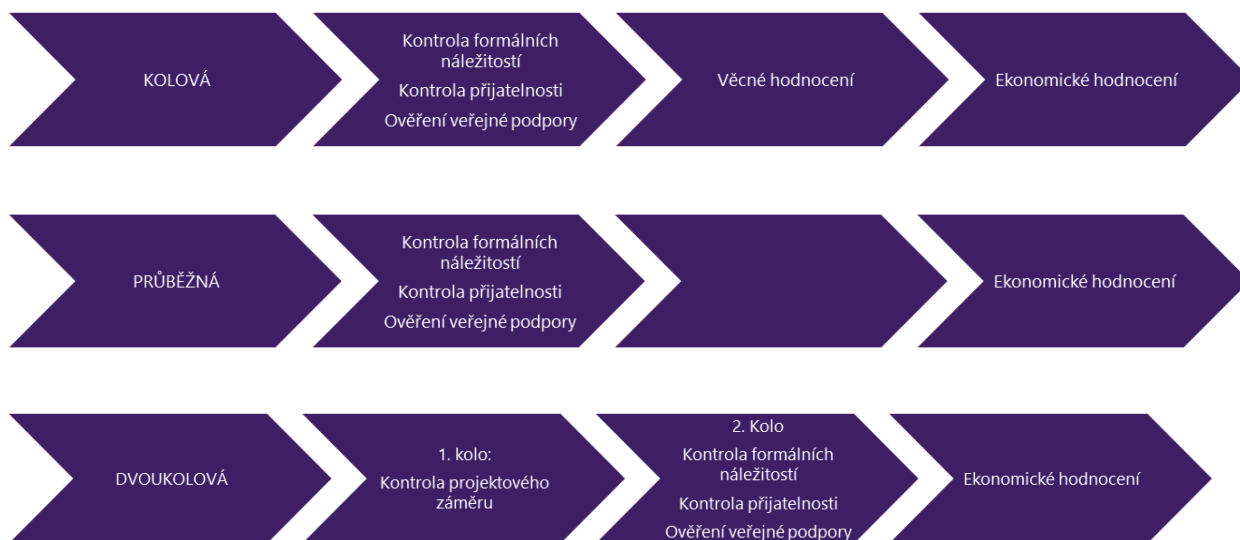 KOLOVÁ
Kontrola formálních
náležitostí
Kontrola přijatelnosti
Ověření veřejné podpory
Věcné hodnocení
Ekonomické hodnocení
PRŮBĚŽNÁ
Kontrola formálních
náležitostí
Kontrola přijatelnosti
Ověření veřejné podpory
Ekonomické hodnocení
DVOUKOLOVÁ
1. kolo:
Kontrola projektového
záměru
2. Kolo
Kontrola formálních
náležitostí
Kontrola přijatelnosti
Ověření veřejné podpory
Ekonomické hodnocení